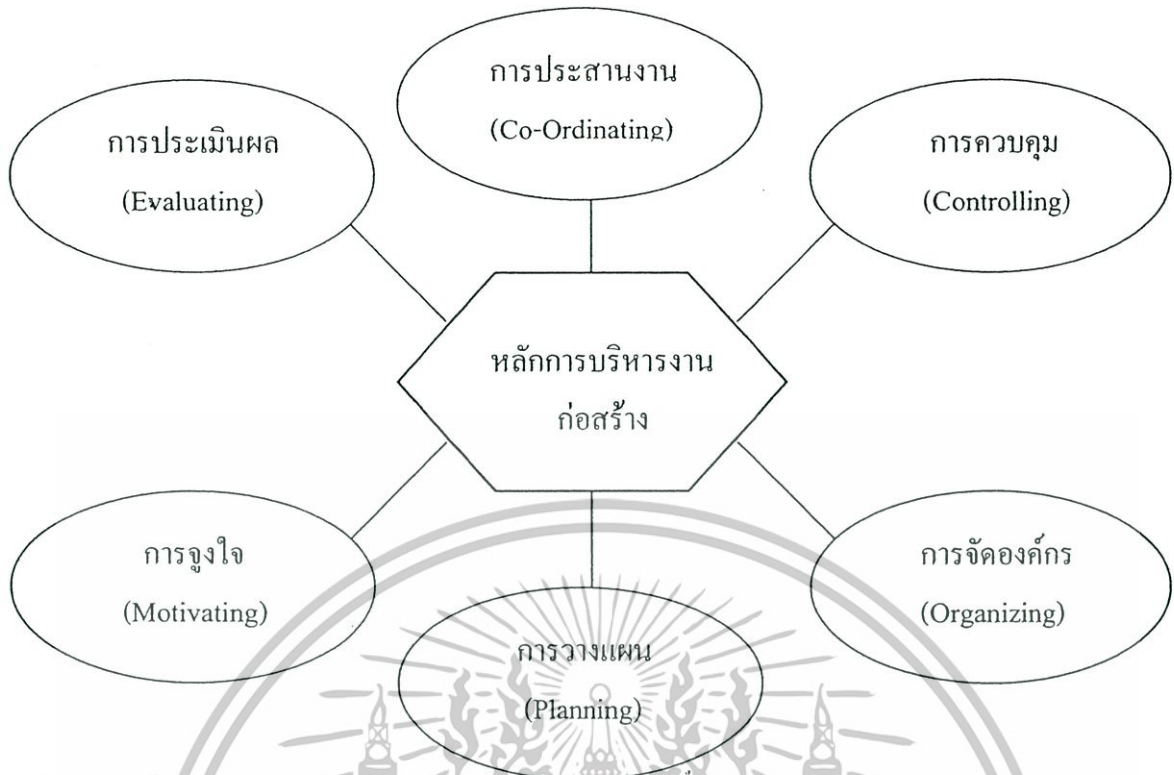 การประสานงาน
(Co-Ordinating)
การประเมินผล
(Evaluating)
การควบคุม
(Controlling)
หลักการบริหารงาน
ก่อสร้าง
การจูงใจ
(Motivating)
การจัดองค์กร
(Organizing)
การวางแผน
(Planning)